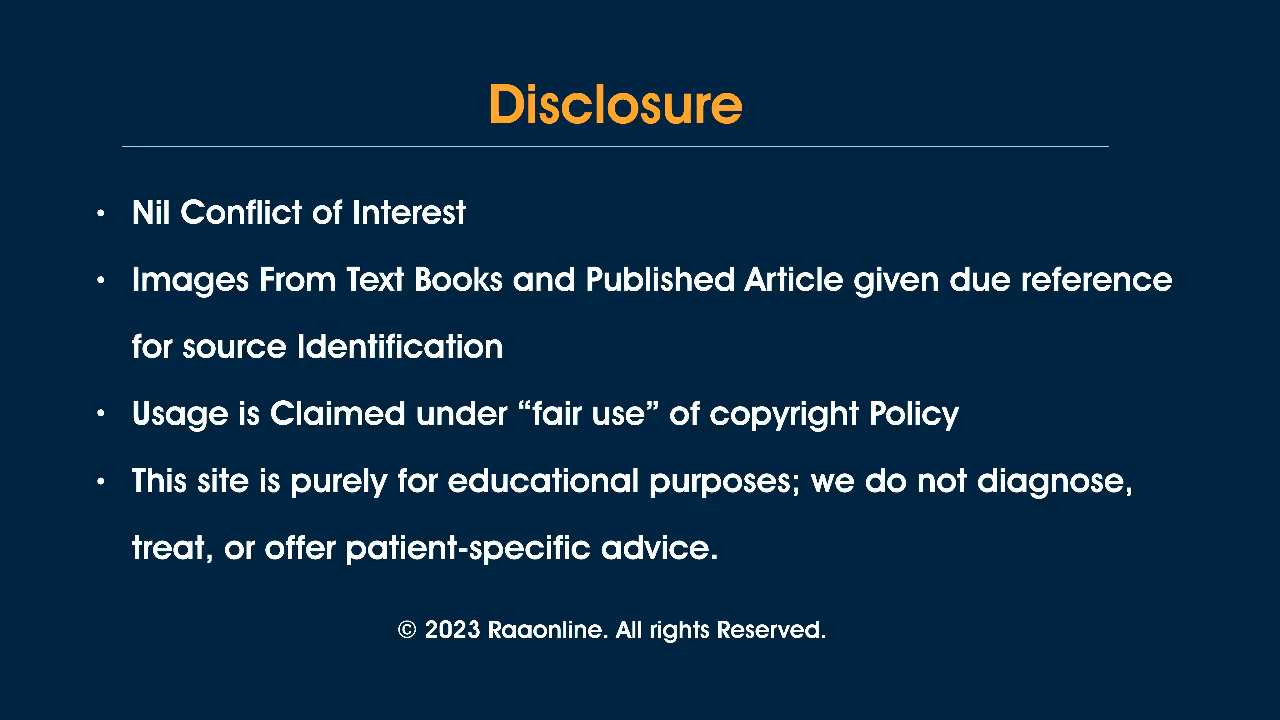 Disclosure
• Nil Conflict of Interest
• Images From Text Books and Published Article given due reference
for source Identification
• Usage is Claimed under “fair use” of copyright Policy
• This site is purely for educational purposes; we do not diagnose,
treat, or offer patient-specific advice.
© 2023 Raaonline. All rights Reserved.